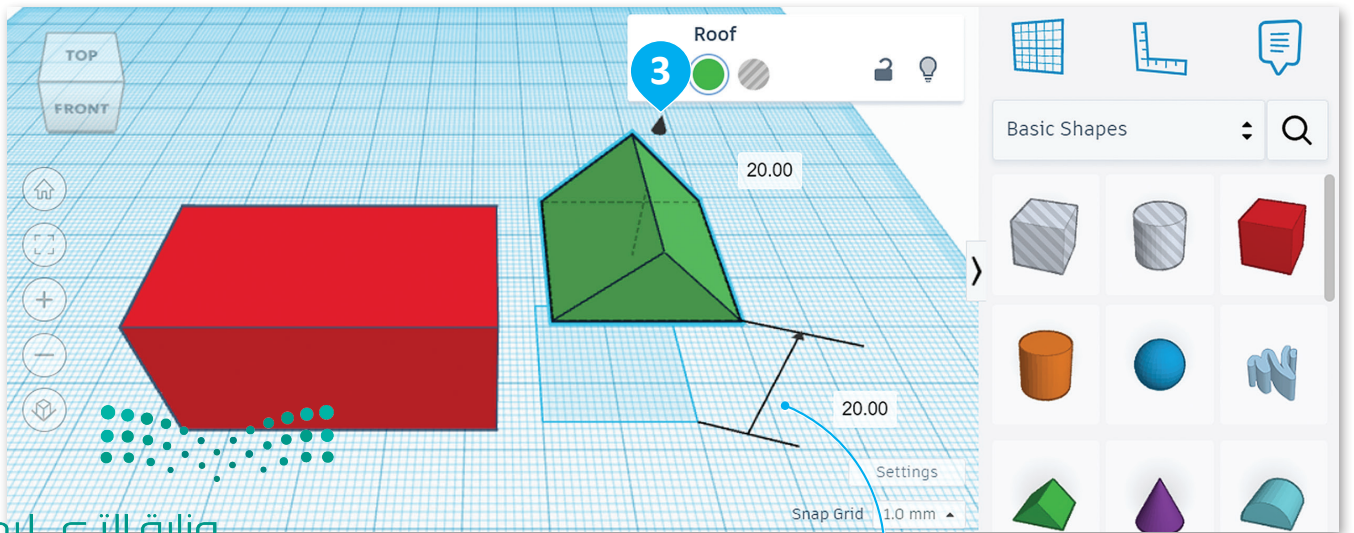 Roof
3
TOP
FRONT
20.00
20.00
Settings
Snap Grid 1.0 mm
Basic Shapes